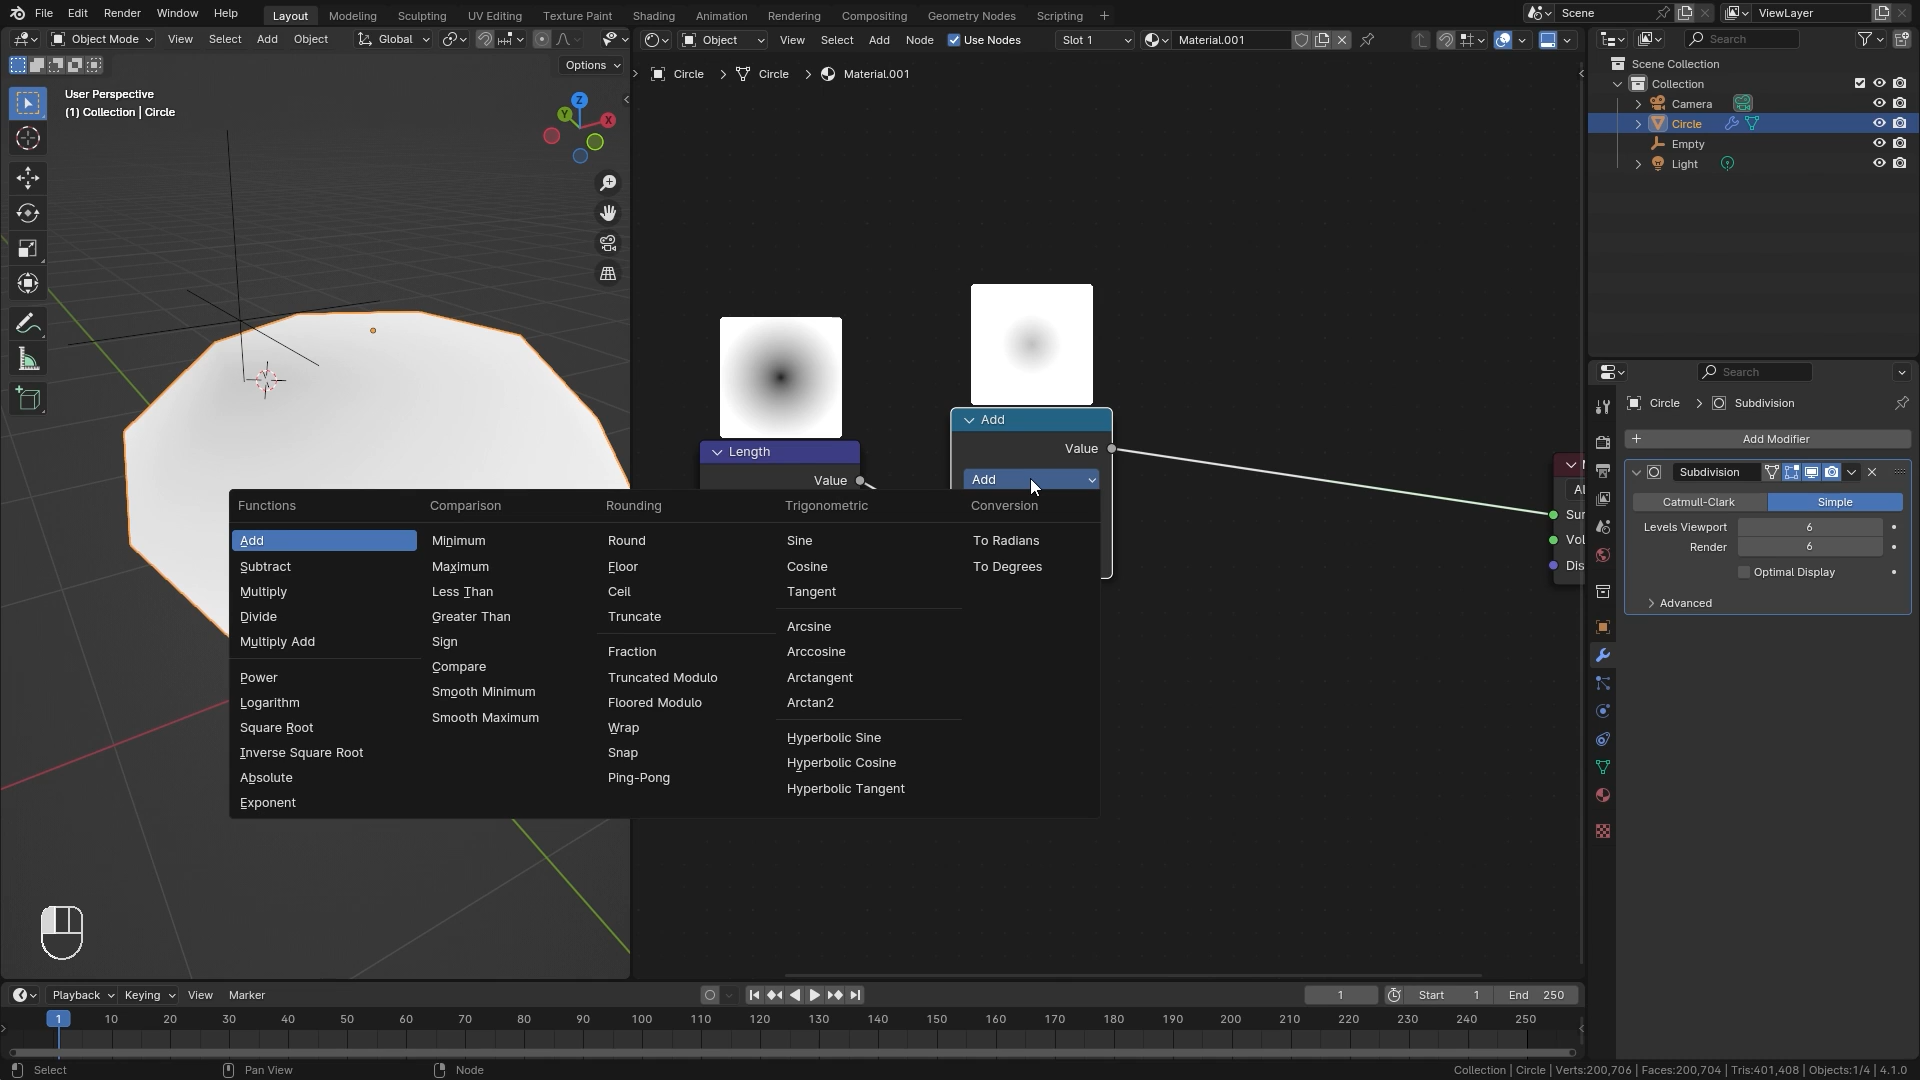 File Edit Render Window Help
Layout Modeling Sculpting UV Editing Texture Paint Shading Animation Rendering Compositing Geometry Nodes Scripting +
Scene
ViewLayer
Object Mode View Select Add Object Global
Object View Select Add Node Use Nodes Slot 1 Material.001
Search
Options
User Perspective
(1) Collection | Circle
Z
Y
X
Circle Circle Material.001
Scene Collection
Collection
Camera
Circle
Empty
Light
Length
Value
Add
Value
Add
Functions Comparison Rounding Trigonometric Conversion
Add Minimum Round Sine To Radians
Subtract Maximum Floor Cosine To Degrees
Multiply Less Than Ceil Tangent
Divide Greater Than Truncate
Arcsine
Multiply Add Sign
Fraction Arccosine
Compare
Power Truncated Modulo Arctangent
Smooth Minimum
Logarithm Floored Modulo Arctan2
Smooth Maximum
Square Root Wrap
Hyperbolic Sine
Inverse Square Root Snap
Hyperbolic Cosine
Absolute Ping-Pong
Hyperbolic Tangent
Exponent
Al
Sur
Vol
Dis
Search
Circle Subdivision
Add Modifier
Subdivision
Catmull-Clark Simple
Levels Viewport 6
Render 6
Optimal Display
Advanced
Playback Keying View Marker
1 Start 1 End 250
1 10 20 30 40 50 60 70 80 90 100 110 120 130 140 150 160 170 180 190 200 210 220 230 240 250
Select Pan View Node
Collection | Circle | Verts:200,706 | Faces:200,704 | Tris:401,408 | Objects:1/4 | 4.1.0